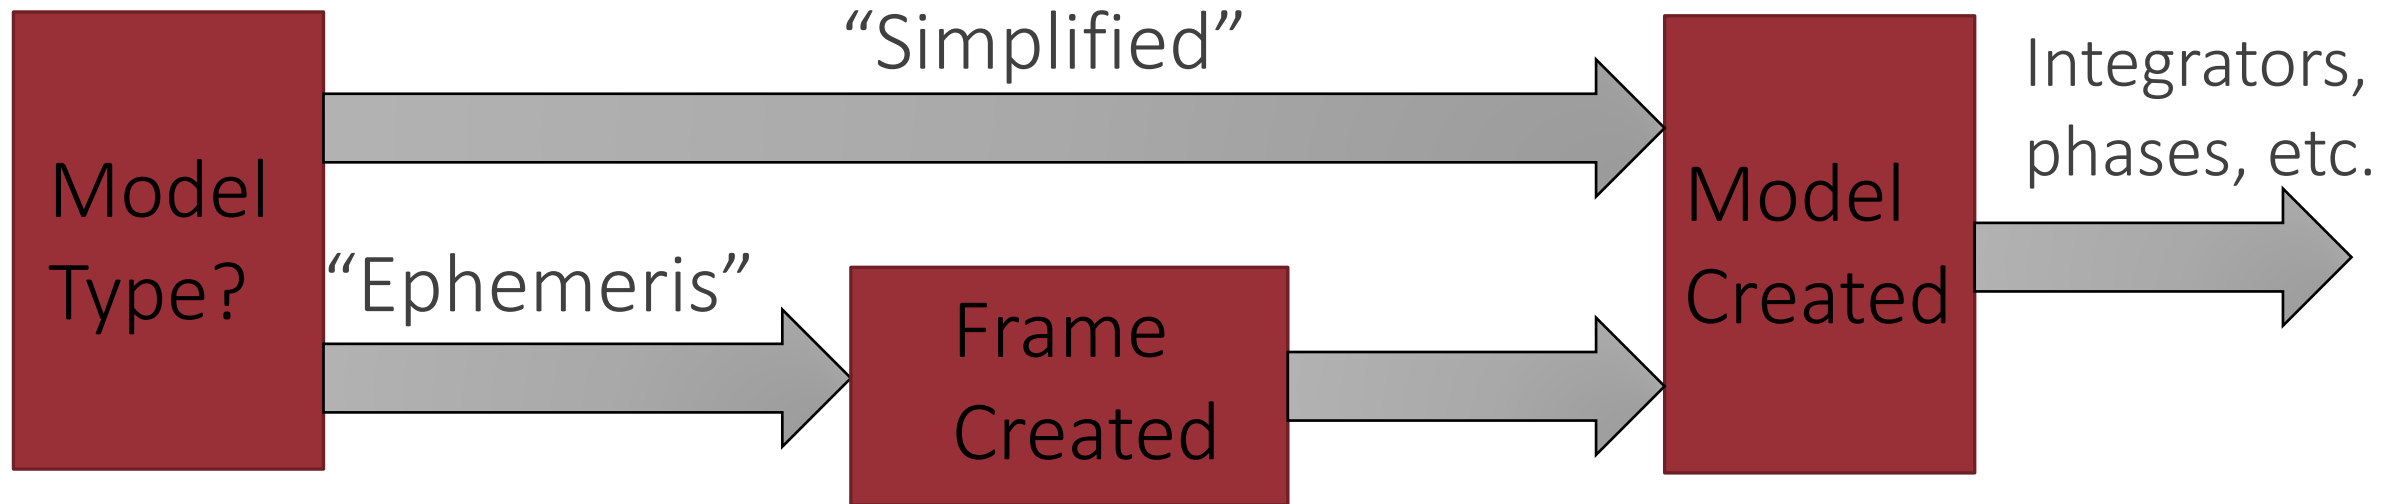 Model
Type?
“Simplified”
“Ephemeris”
Frame
Created
Model
Created
Integrators,
phases, etc.